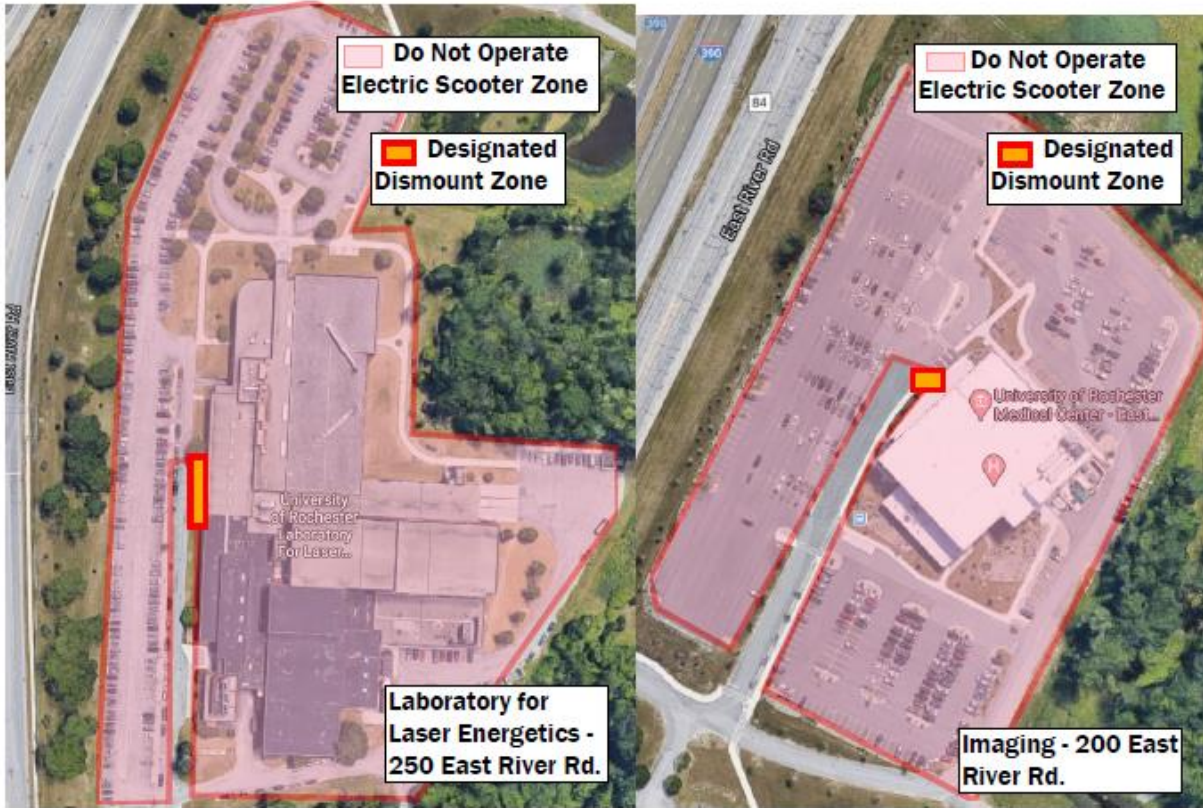 Do Not Operate
Electric Scooter Zone
Designated
Dismount Zone
University
of Rochester
Laboratory
For Laser...
Laboratory for
Laser Energetics -
250 East River Rd.
390
390
84
East River Rd
Do Not Operate
Electric Scooter Zone
Designated
Dismount Zone
University of Rochester
Medical Center - East...
H
Imaging - 200 East
River Rd.